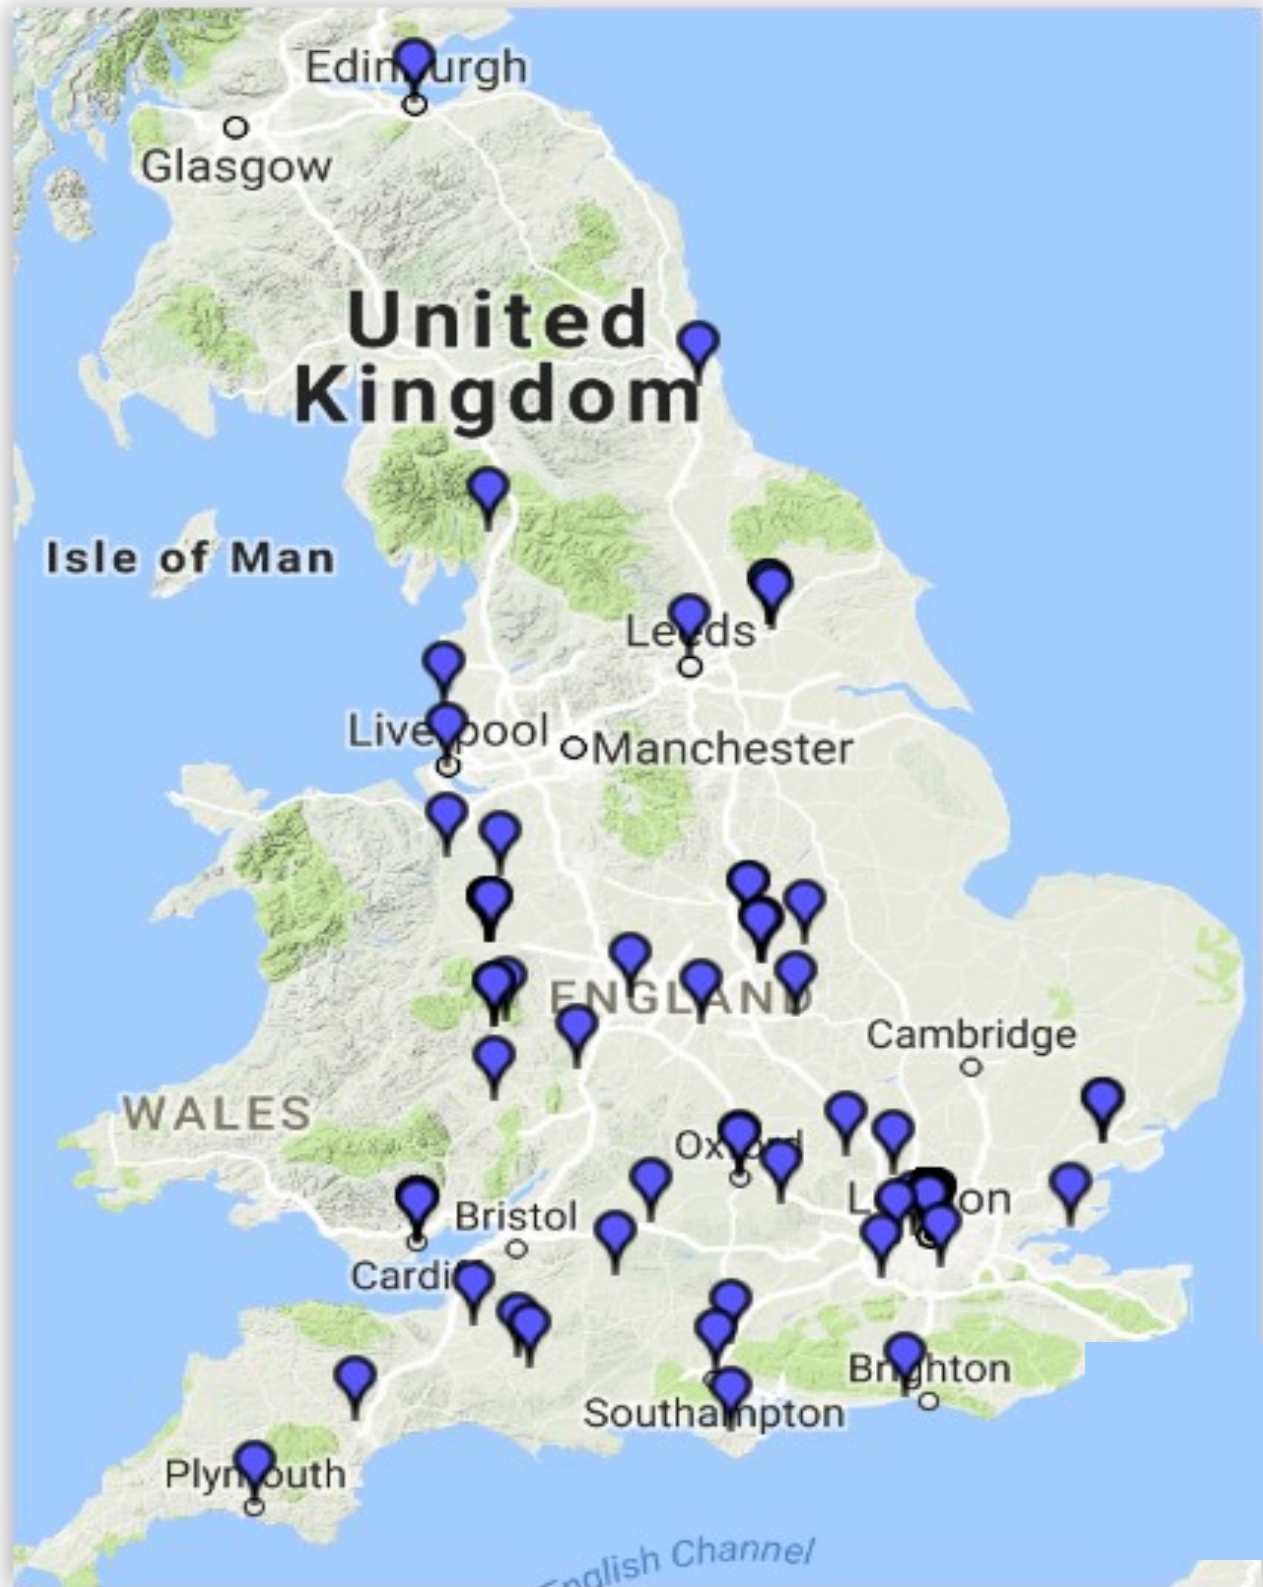 Edinburgh
Glasgow
United
Kingdom
Isle of Man
Leeds
Liverpool
Manchester
ENGLAND
Cambridge
WALES
Oxford
London
Bristol
Cardiff
Brighton
Southampton
Plymouth
English Channel